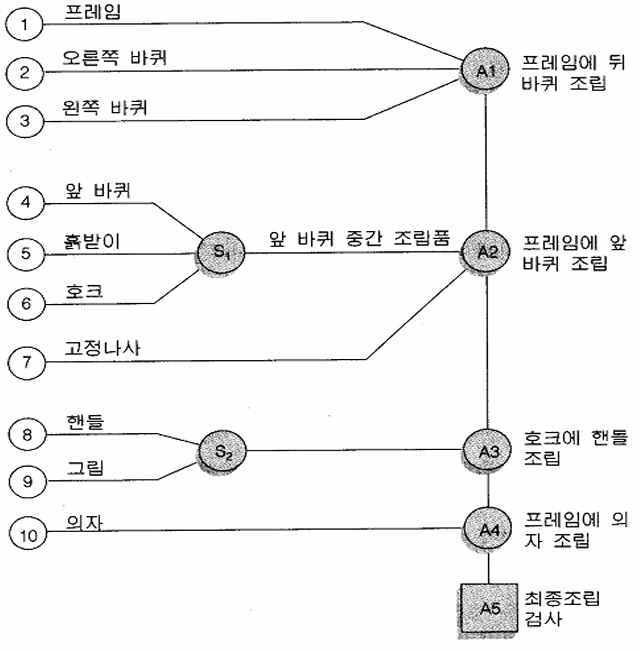 1 프레임
2 오른쪽 바퀴
3 왼쪽 바퀴
A1 프레임에 뒤
바퀴 조립
4 앞 바퀴
5 흙받이
6 호크
S1 앞 바퀴 중간 조립품
A2 프레임에 앞
바퀴 조립
7 고정나사
8 핸들
9 그립
S2
A3 호크에 핸들
조립
10 의자
A4 프레임에 의
자 조립
A5 최종조립
검사